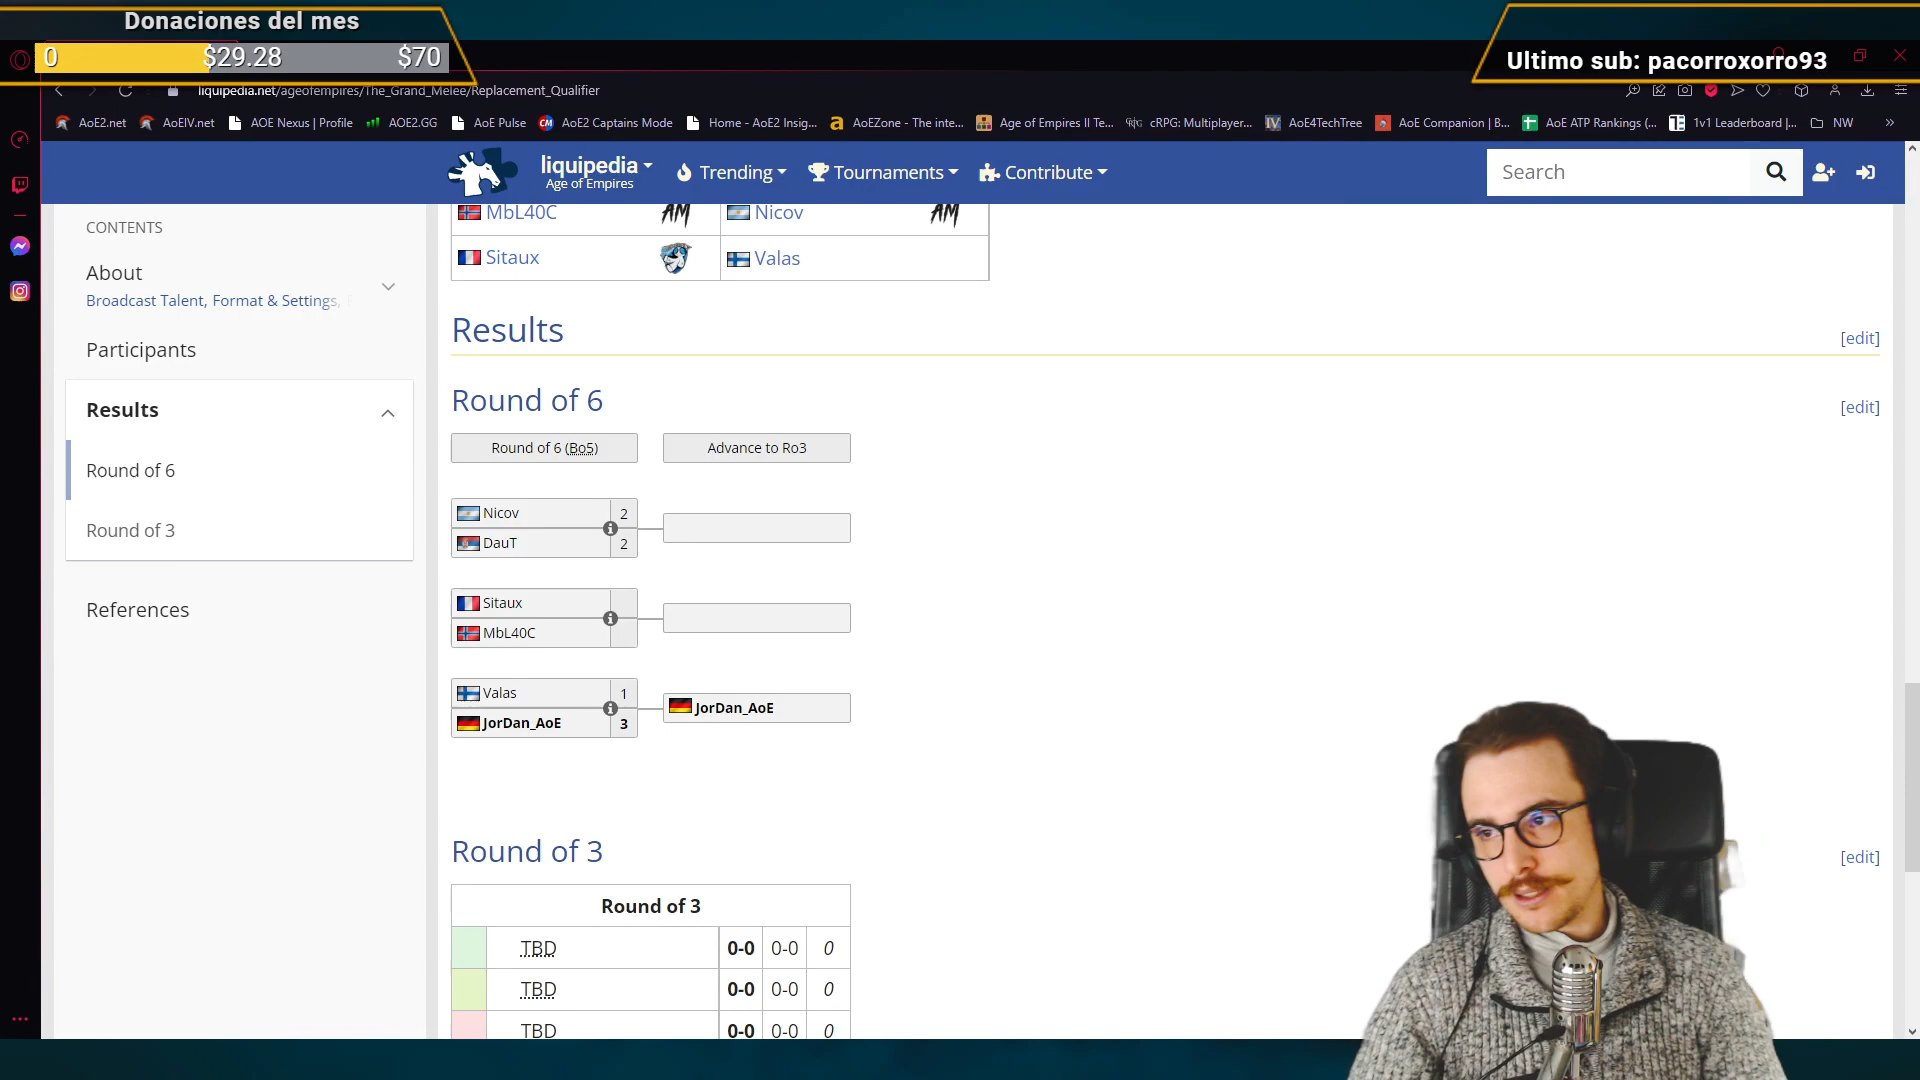 Donaciones del mes
0 $29.28 $70
Ultimo sub: pacorroxorro93
liquipedia.net/ageofempires/The_Grand_Melee/Replacement_Qualifier
AoE2.net AoEIV.net AOE Nexus | Profile AOE2.GG AoE Pulse AoE2 Captains Mode Home - AoE2 Insig... AoEZone - The inte... Age of Empires II Te... cRPG: Multiplayer... AoE4TechTree AoE Companion | B... AoE ATP Rankings (... 1v1 Leaderboard |... NW
liquipedia Trending Tournaments Contribute Search
Age of Empires
CONTENTS
About
Broadcast Talent, Format & Settings,
Participants
Results
Round of 6
Round of 3
References
MbL40C AM Nicov AM
Sitaux Valas
Results [edit]
Round of 6 [edit]
Round of 6 (Bo5) Advance to Ro3
Nicov 2
DauT 2
Sitaux
MbL40C
Valas 1
JorDan_AoE 3
JorDan_AoE
Round of 3 [edit]
Round of 3
TBD 0-0 0-0 0
TBD 0-0 0-0 0
TBD 0-0 0-0 0